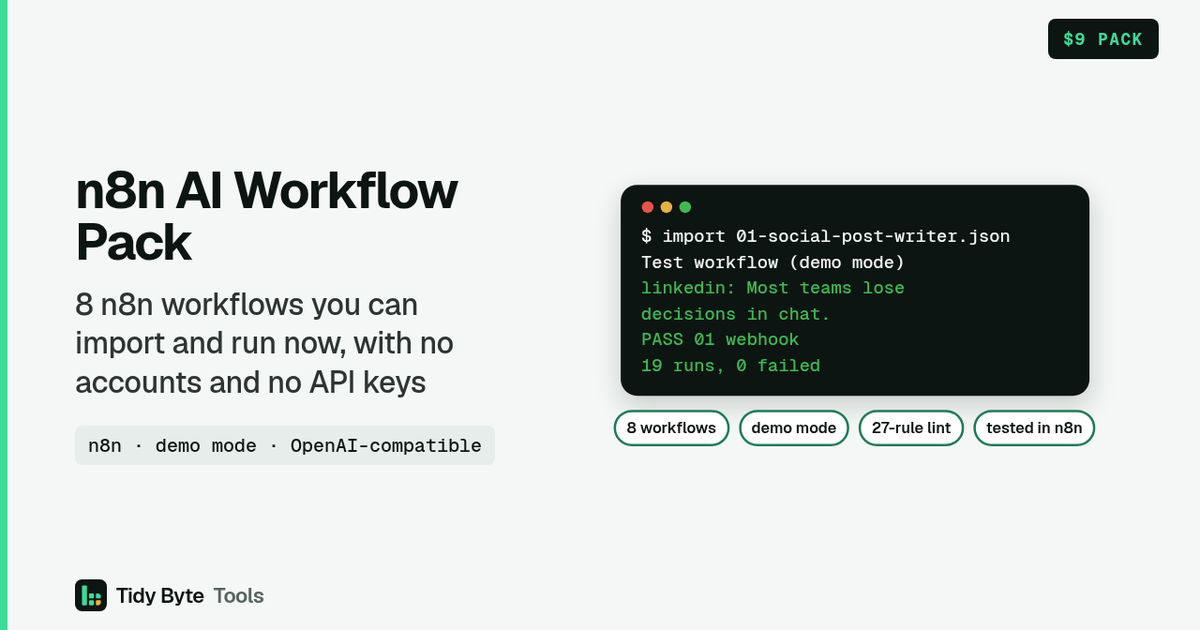 $9 PACK
n8n AI Workflow
Pack
8 n8n workflows you can
import and run now, with no
accounts and no API keys
n8n · demo mode · OpenAI-compatible
$ import 01-social-post-writer.json
Test workflow (demo mode)
linkedin: Most teams lose
decisions in chat.
PASS 01 webhook
19 runs, 0 failed
8 workflows
demo mode
27-rule lint
tested in n8n
Tidy Byte Tools